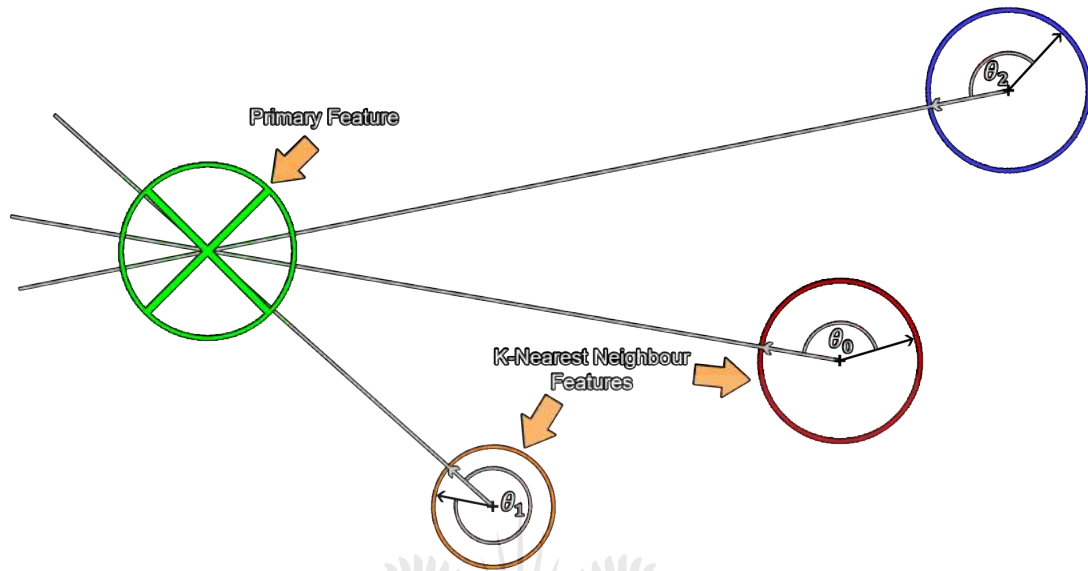 θ₂
Primary Feature
θ₀
K-Nearest Neighbour
Features
θ₁